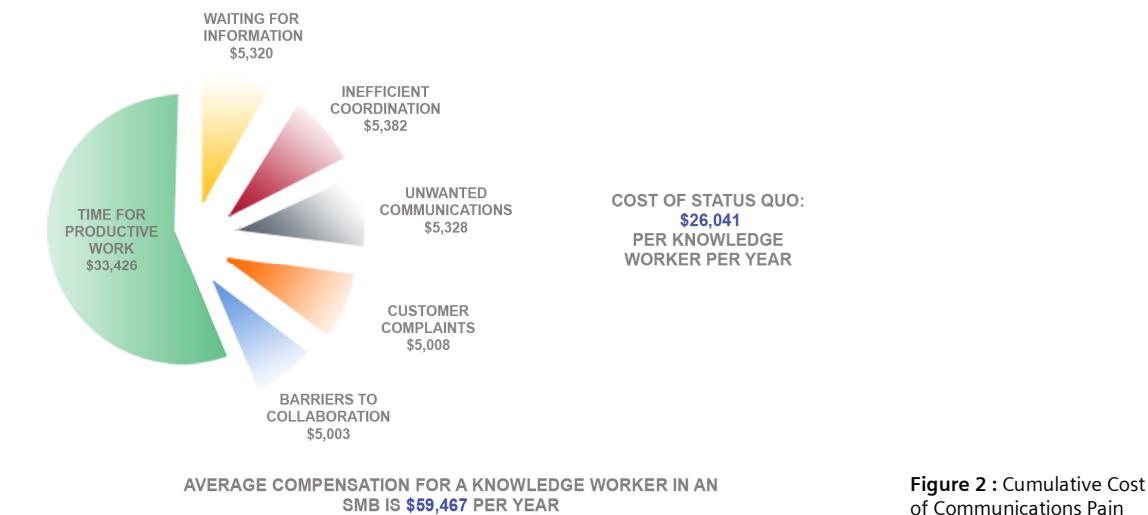 WAITING FOR
INFORMATION
$5,320
INEFFICIENT
COORDINATION
$5,382
UNWANTED
COMMUNICATIONS
$5,328
CUSTOMER
COMPLAINTS
$5,008
BARRIERS TO
COLLABORATION
$5,003
TIME FOR
PRODUCTIVE
WORK
$33,426
COST OF STATUS QUO:
$26,041
PER KNOWLEDGE
WORKER PER YEAR
AVERAGE COMPENSATION FOR A KNOWLEDGE WORKER IN AN
SMB IS $59,467 PER YEAR
Figure 2 : Cumulative Cost
of Communications Pain